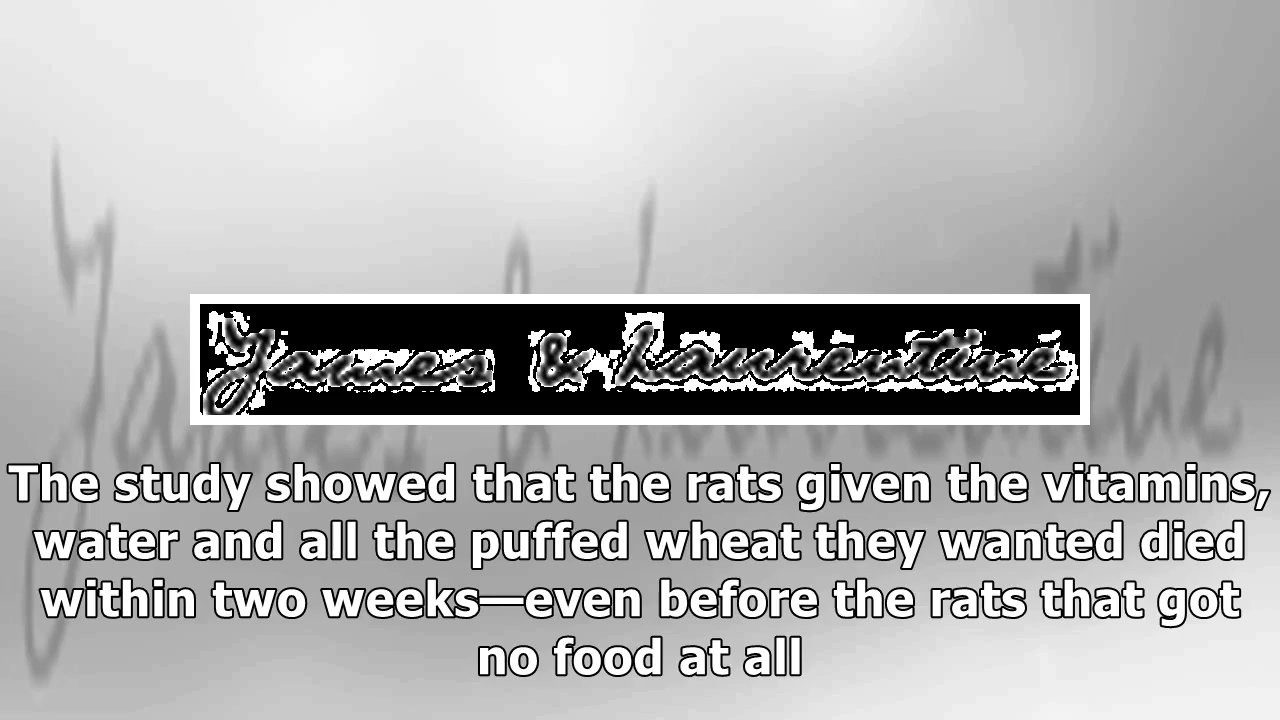 James & Laurentine
The study showed that the rats given the vitamins,
water and all the puffed wheat they wanted died
within two weeks—even before the rats that got
no food at all